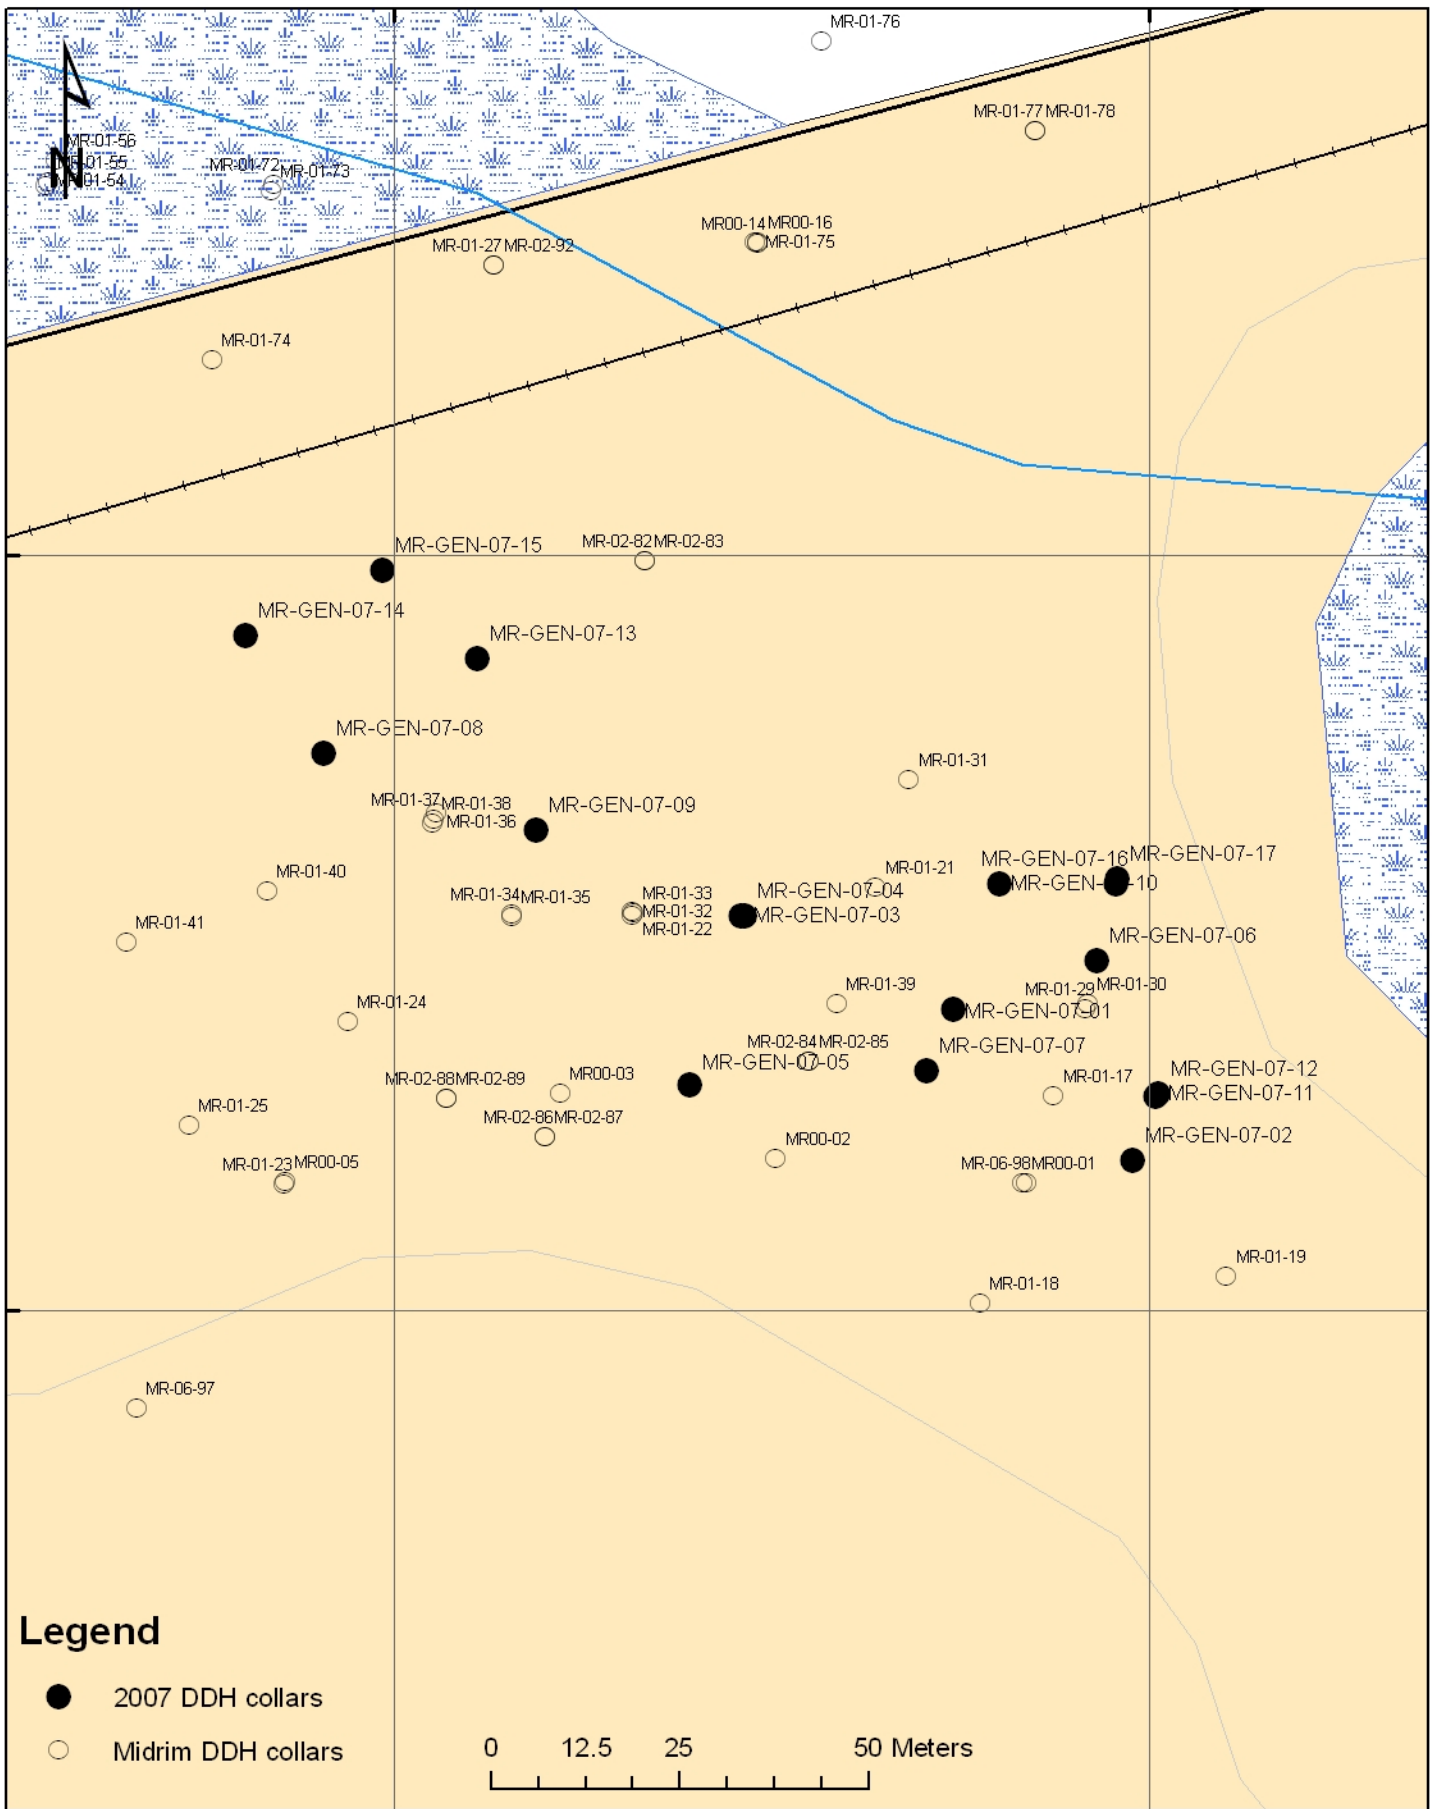 MR-01-76
MR-01-77 MR-01-78
MR-01-56
MR-01-55
MR-01-54
N
MR-01-72 MR-01-73
MR00-14 MR00-16
MR-01-75
MR-01-27 MR-02-92
MR-01-74
MR-GEN-07-15
MR-02-82 MR-02-83
MR-GEN-07-14
MR-GEN-07-13
MR-GEN-07-08
MR-01-31
MR-01-37 MR-01-38
MR-01-36
MR-GEN-07-09
MR-GEN-07-16 MR-GEN-07-17
MR-GEN-07-10
MR-01-21
MR-01-40
MR-01-34 MR-01-35
MR-01-33
MR-01-32
MR-01-22
MR-GEN-07-04
MR-GEN-07-03
MR-01-41
MR-GEN-07-06
MR-01-39
MR-01-29 MR-01-30
MR-01-24
MR-GEN-07-01
MR-02-84 MR-02-85
MR-GEN-07-07
MR-GEN-07-05
MR-GEN-07-12
MR-GEN-07-11
MR-02-88 MR-02-89
MR00-03
MR-01-17
MR-01-25
MR-02-86 MR-02-87
MR00-02
MR-GEN-07-02
MR-01-23 MR00-05
MR-06-98 MR00-01
MR-01-19
MR-01-18
MR-06-97
Legend
2007 DDH collars
Midrim DDH collars
0 12.5 25 50 Meters